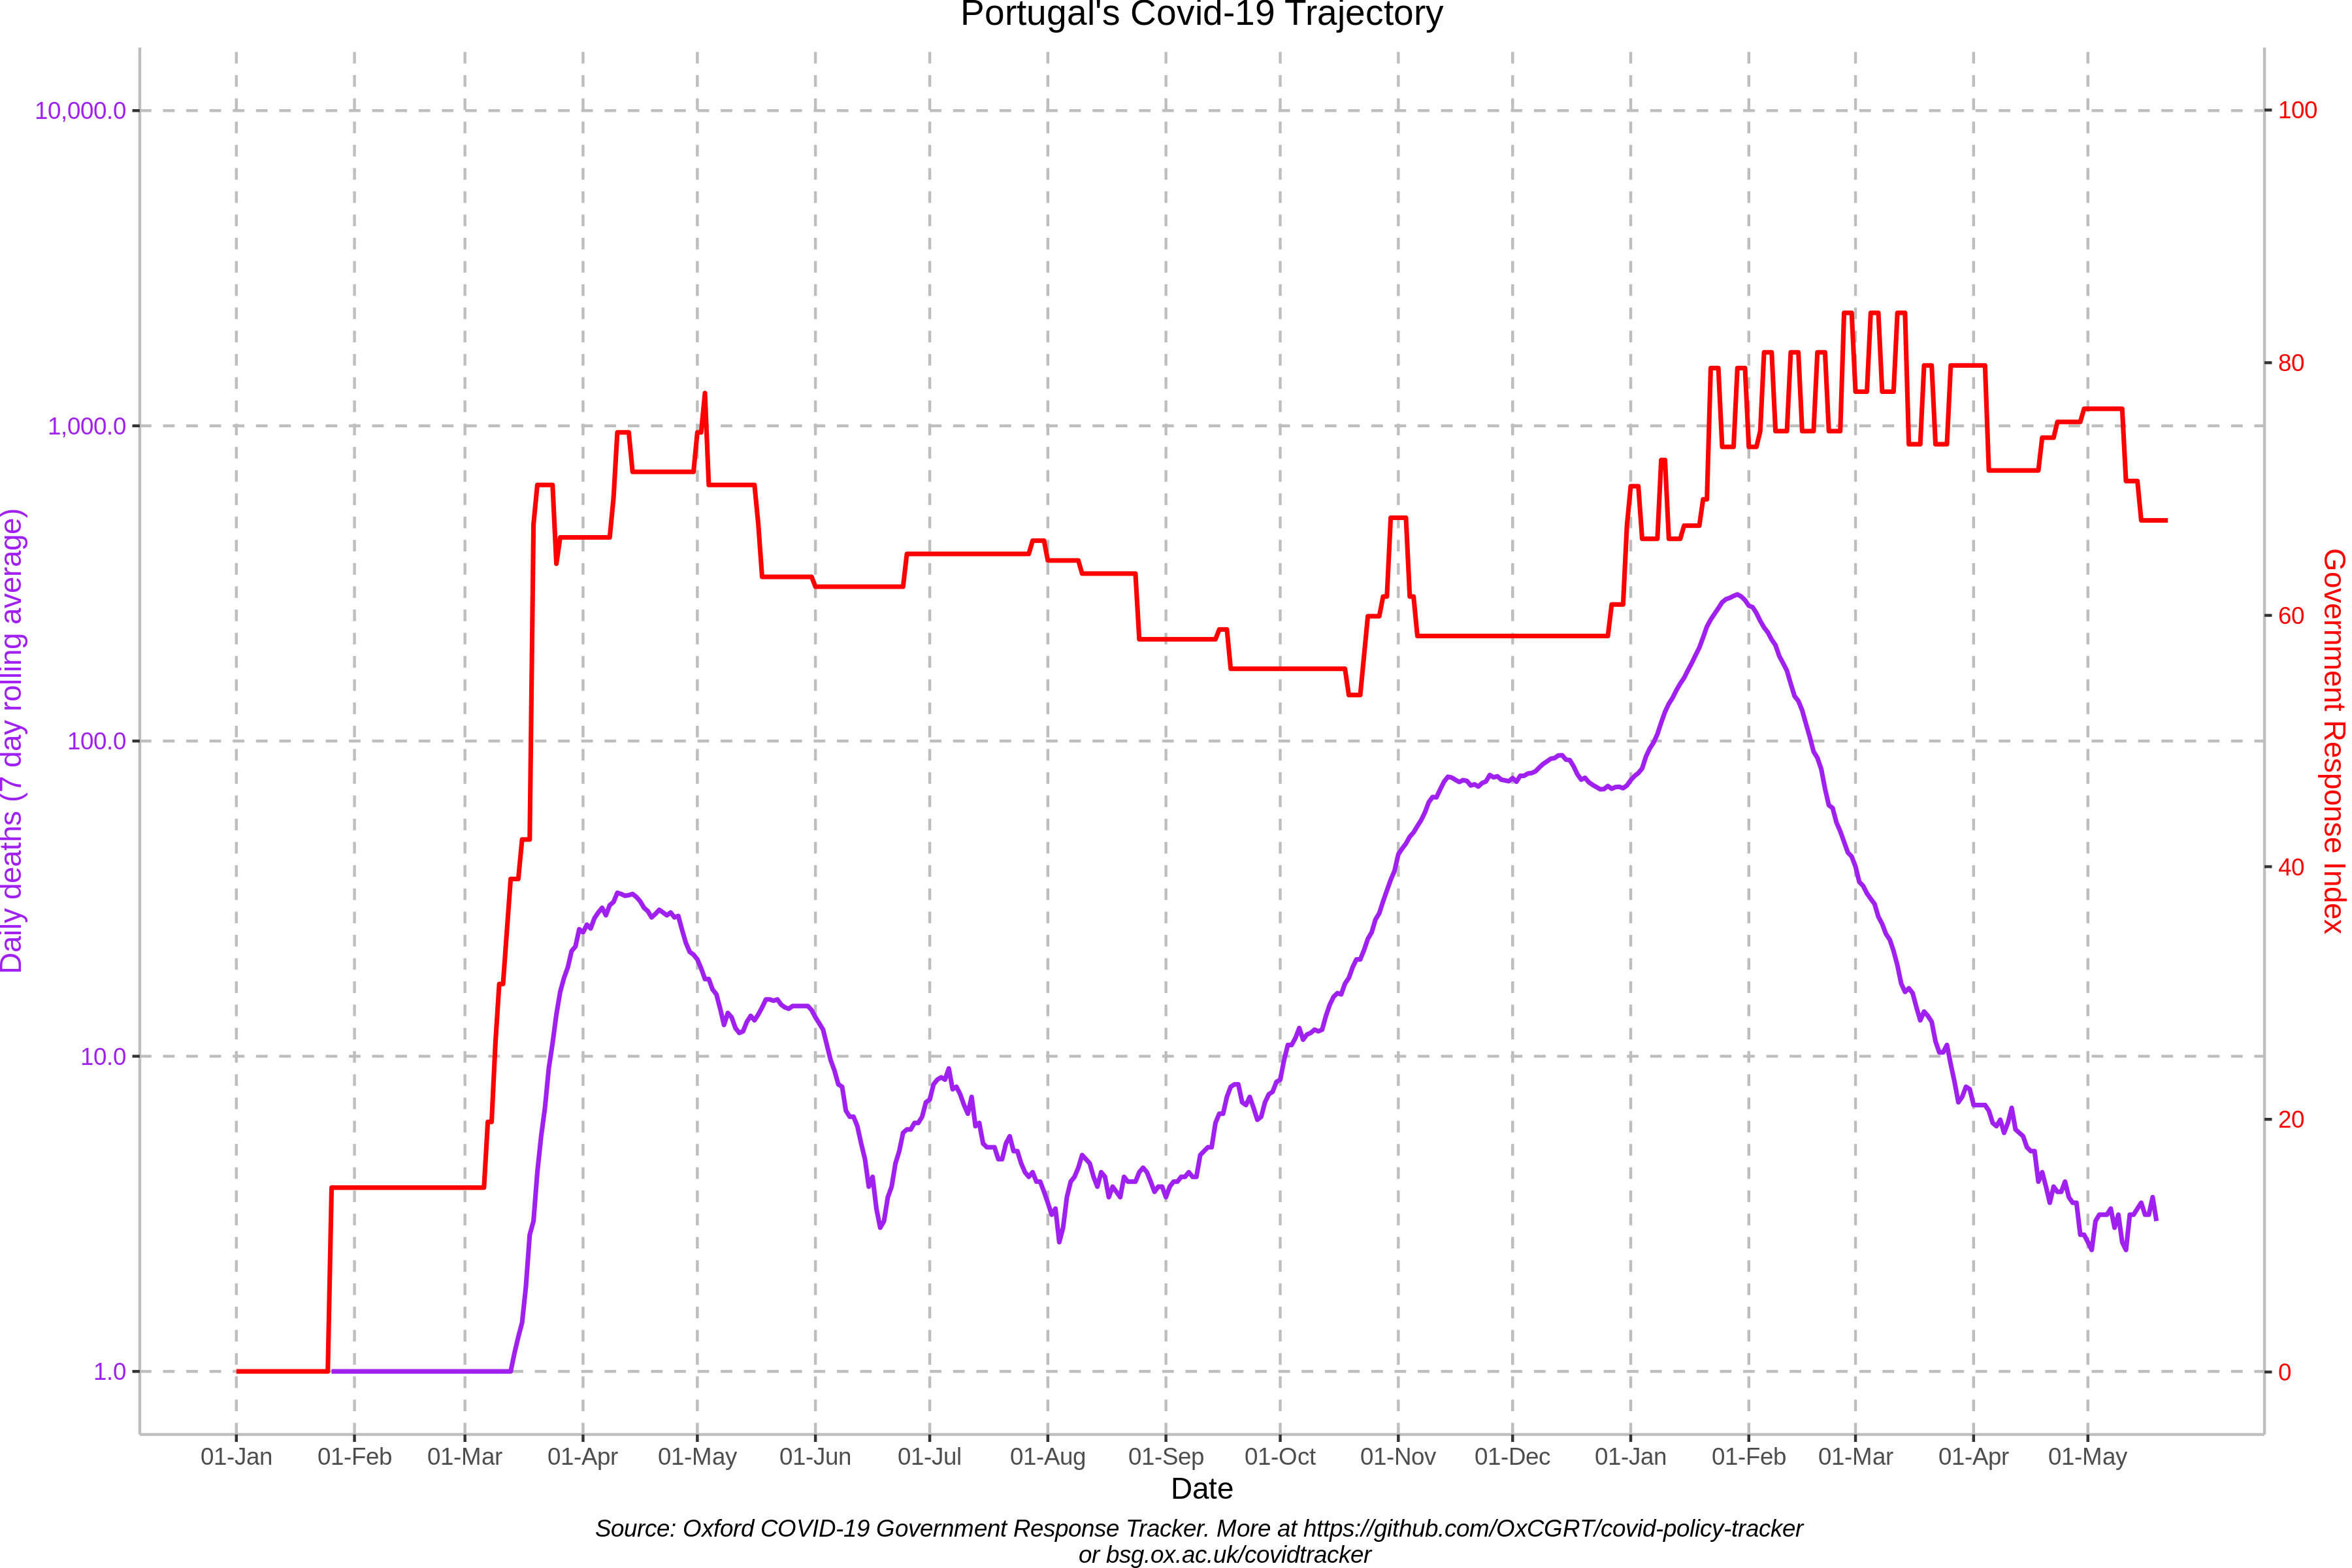 Portugal's Covid-19 Trajectory
10,000.0
1,000.0
100.0
10.0
1.0
Daily deaths (7 day rolling average)
100
80
60
40
20
0
Government Response Index
01-Jan 01-Feb 01-Mar 01-Apr 01-May 01-Jun 01-Jul 01-Aug 01-Sep 01-Oct 01-Nov 01-Dec 01-Jan 01-Feb 01-Mar 01-Apr 01-May
Date
Source: Oxford COVID-19 Government Response Tracker. More at https://github.com/OxCGRT/covid-policy-tracker
or bsg.ox.ac.uk/covidtracker